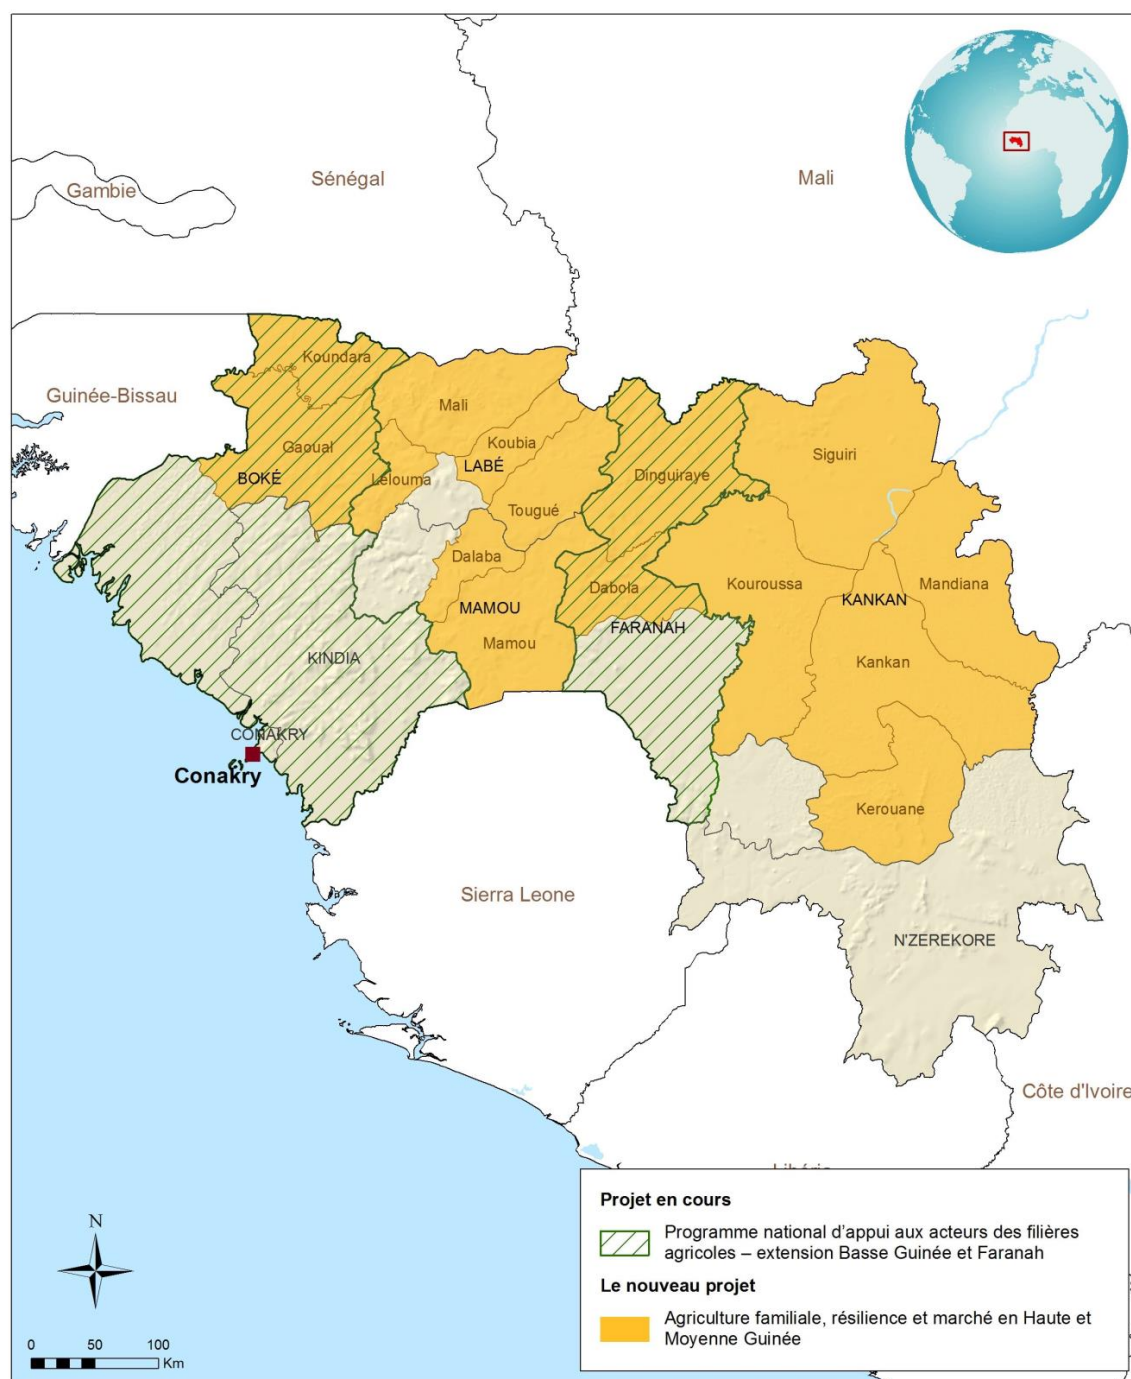 Gambie
Sénégal
Mali
Guinée-Bissau
Koundara
Mali
Gaoual
Koubia
BOKÉ
LABÉ
Lelouma
Dinguiraye
Siguiri
Tougué
Dalaba
Dabola
Kouroussa
Mandiana
MAMOU
KANKAN
Mamou
FARANAH
KINDIA
Kankan
CONAKRY
Conakry
Kerouane
Sierra Leone
N'ZEREKORE
Côte d'Ivoire
Libéria
Projet en cours
Programme national d'appui aux acteurs des filières
agricoles – extension Basse Guinée et Faranah
Le nouveau projet
Agriculture familiale, résilience et marché en Haute et
Moyenne Guinée
N
0 50 100
Km